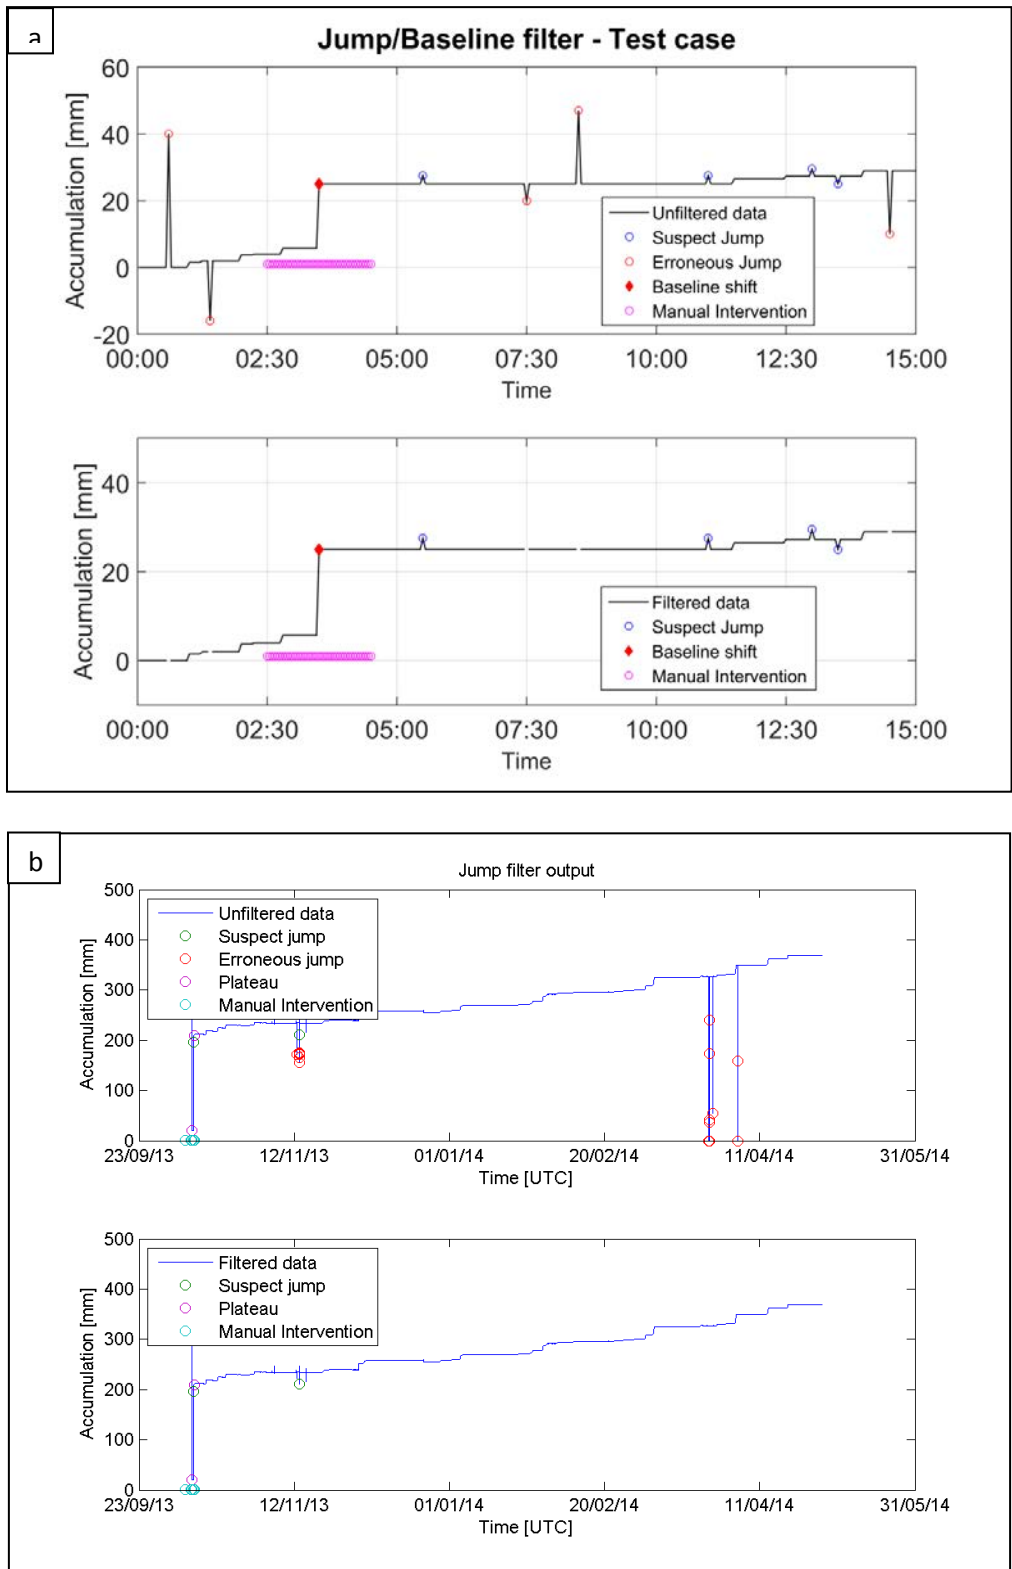 a
Jump/Baseline filter - Test case
60
40
20
0
-20
Accumulation [mm]
Unfiltered data
Suspect Jump
Erroneous Jump
Baseline shift
Manual Intervention
00:00 02:30 05:00 07:30 10:00 12:30 15:00
Time
40
20
0
Accumulation [mm]
Filtered data
Suspect Jump
Baseline shift
Manual Intervention
00:00 02:30 05:00 07:30 10:00 12:30 15:00
Time
b
Jump filter output
500
400
300
200
100
0
Accumulation [mm]
Unfiltered data
Suspect jump
Erroneous jump
Plateau
Manual Intervention
23/09/13 12/11/13 01/01/14 20/02/14 11/04/14 31/05/14
Time [UTC]
500
400
300
200
100
0
Accumulation [mm]
Filtered data
Suspect jump
Plateau
Manual Intervention
23/09/13 12/11/13 01/01/14 20/02/14 11/04/14 31/05/14
Time [UTC]